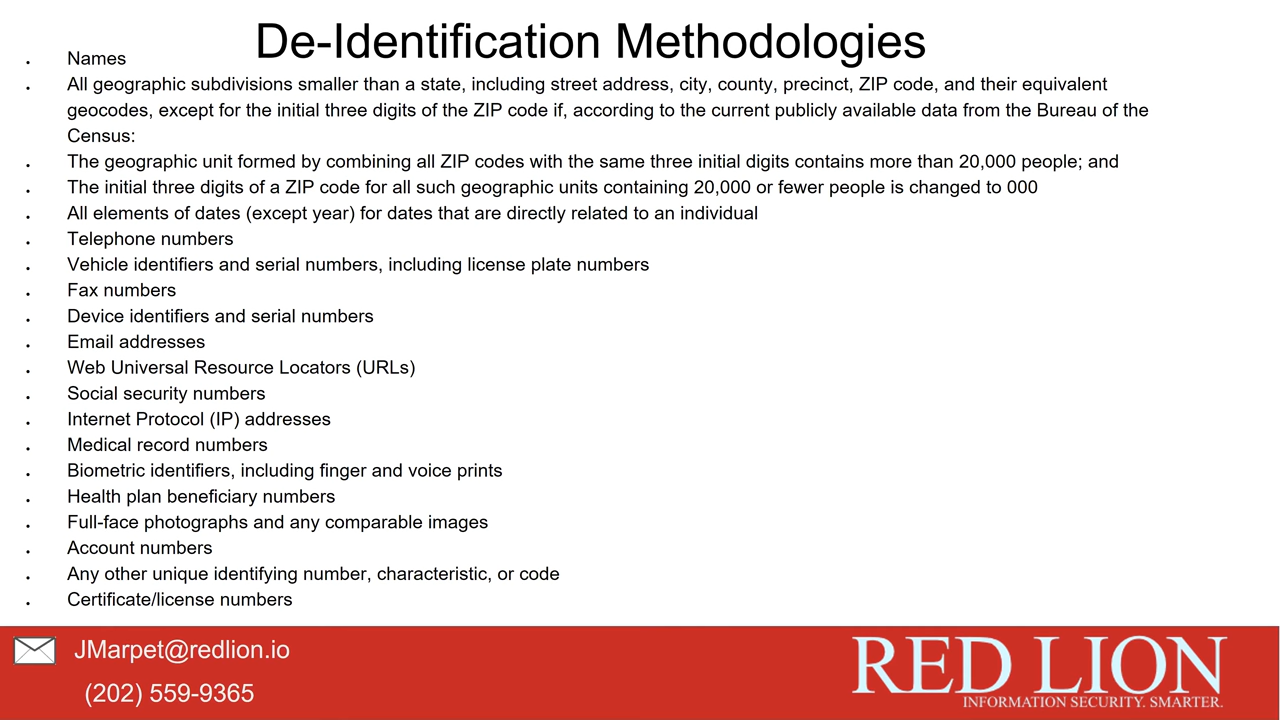 De-Identification Methodologies
• Names
• All geographic subdivisions smaller than a state, including street address, city, county, precinct, ZIP code, and their equivalent
geocodes, except for the initial three digits of the ZIP code if, according to the current publicly available data from the Bureau of the
Census:
• The geographic unit formed by combining all ZIP codes with the same three initial digits contains more than 20,000 people; and
• The initial three digits of a ZIP code for all such geographic units containing 20,000 or fewer people is changed to 000
• All elements of dates (except year) for dates that are directly related to an individual
• Telephone numbers
• Vehicle identifiers and serial numbers, including license plate numbers
• Fax numbers
• Device identifiers and serial numbers
• Email addresses
• Web Universal Resource Locators (URLs)
• Social security numbers
• Internet Protocol (IP) addresses
• Medical record numbers
• Biometric identifiers, including finger and voice prints
• Health plan beneficiary numbers
• Full-face photographs and any comparable images
• Account numbers
• Any other unique identifying number, characteristic, or code
• Certificate/license numbers
JMarpet@redlion.io
(202) 559-9365
RED LION
INFORMATION SECURITY. SMARTER.